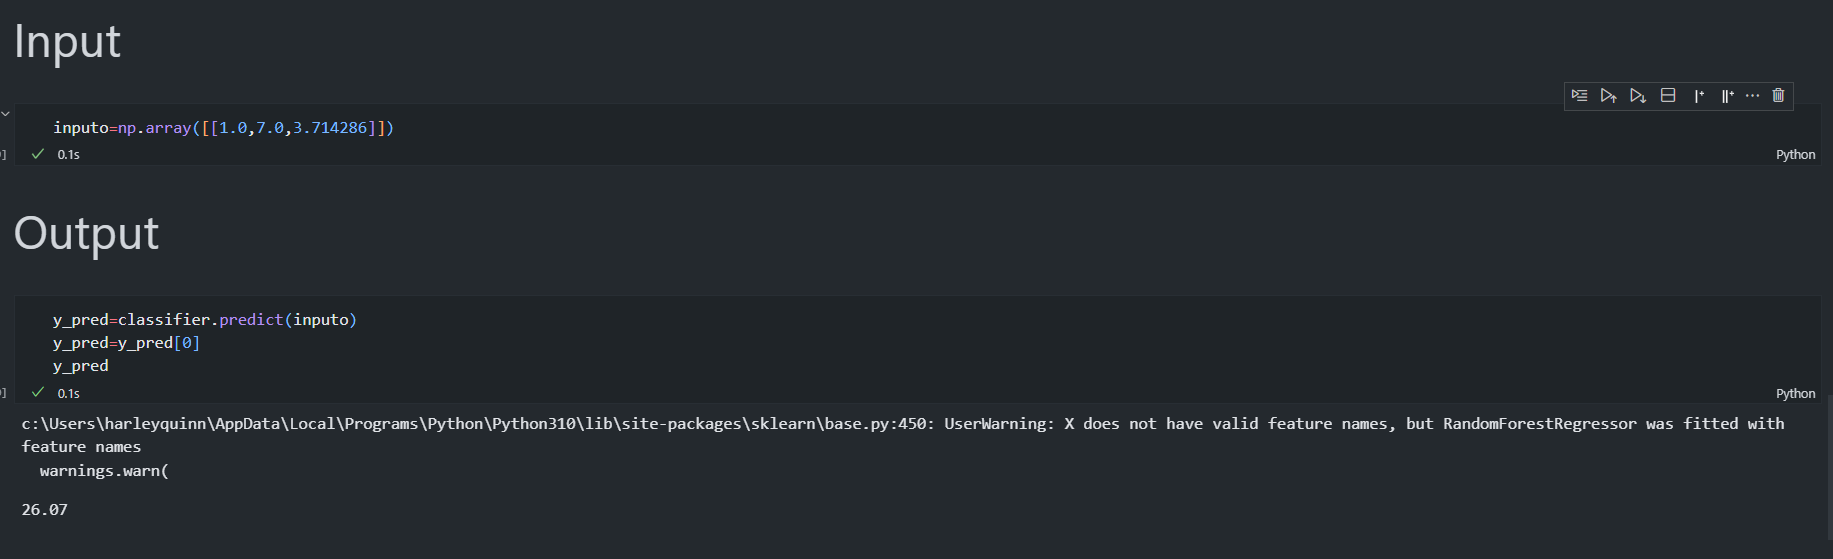 Input
inputo=np.array([[1.0,7.0,3.714286]])
]
0.1s
Python
Output
y_pred=classifier.predict(inputo)
y_pred=y_pred[0]
y_pred
]
0.1s
Python
c:\Users\harleyquinn\AppData\Local\Programs\Python\Python310\lib\site-packages\sklearn\base.py:450: UserWarning: X does not have valid feature names, but RandomForestRegressor was fitted with
feature names
warnings.warn(
26.07